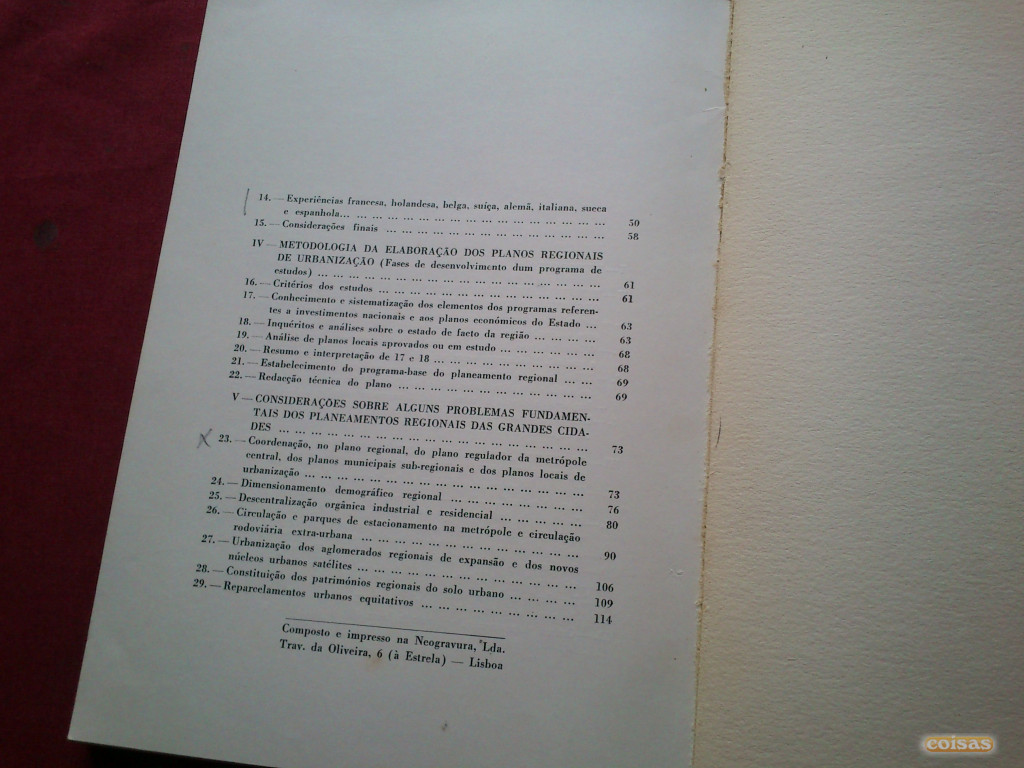 14. — Experiências francesa, holandesa, belga, suíça, alemã, italiana, sueca
e espanhola... ... ... ... ... ... ... ... ... ... ... ... ... ... ... ... 50
15. — Considerações finais ... ... ... ... ... ... ... ... ... ... ... ... 58
IV — METODOLOGIA DA ELABORAÇÃO DOS PLANOS REGIONAIS
DE URBANIZAÇÃO (Fases de desenvolvimento dum programa de
estudos) ... ... ... ... ... ... ... ... ... ... ... ... ... ... ... 61
16. — Critérios dos estudos ... ... ... ... ... ... ... ... ... ... ... ... 61
17. — Conhecimento e sistematização dos elementos dos programas referen-
tes a investimentos nacionais e aos planos económicos do Estado ... 63
18. — Inquéritos e análises sobre o estado de facto da região ... ... ... ... 63
19. — Análise de planos locais aprovados ou em estudo ... ... ... ... ... 68
20. — Resumo e interpretação de 17 e 18 ... ... ... ... ... ... ... ... 68
21. — Estabelecimento do programa-base do planeamento regional ... ... 69
22. — Redacção técnica do plano ... ... ... ... ... ... ... ... ... ... 69
V — CONSIDERAÇÕES SOBRE ALGUNS PROBLEMAS FUNDAMEN-
TAIS DOS PLANEAMENTOS REGIONAIS DAS GRANDES CIDA-
DES ... ... ... ... ... ... ... ... ... ... ... ... ... ... ... 73
x 23. — Coordenação, no plano regional, do plano regulador da metrópole
central, dos planos municipais sub-regionais e dos planos locais de
urbanização ... ... ... ... ... ... ... ... ... ... ... ... ... ... 73
24. — Dimensionamento demográfico regional ... ... ... ... ... ... ... 76
25. — Descentralização orgânica industrial e residencial ... ... ... ... ... 80
26. — Circulação e parques de estacionamento na metrópole e circulação
rodoviária extra-urbana ... ... ... ... ... ... ... ... ... ... ... 90
27. — Urbanização dos aglomerados regionais de expansão e dos novos
núcleos urbanos satélites ... ... ... ... ... ... ... ... ... ... ... 106
28. — Constituição dos patrimónios regionais do solo urbano ... ... ... ... 109
29. — Reparcelamentos urbanos equitativos ... ... ... ... ... ... ... ... 114
Composto e impresso na Neogravura, Lda.
Trav. da Oliveira, 6 (à Estrela) — Lisboa
coisas